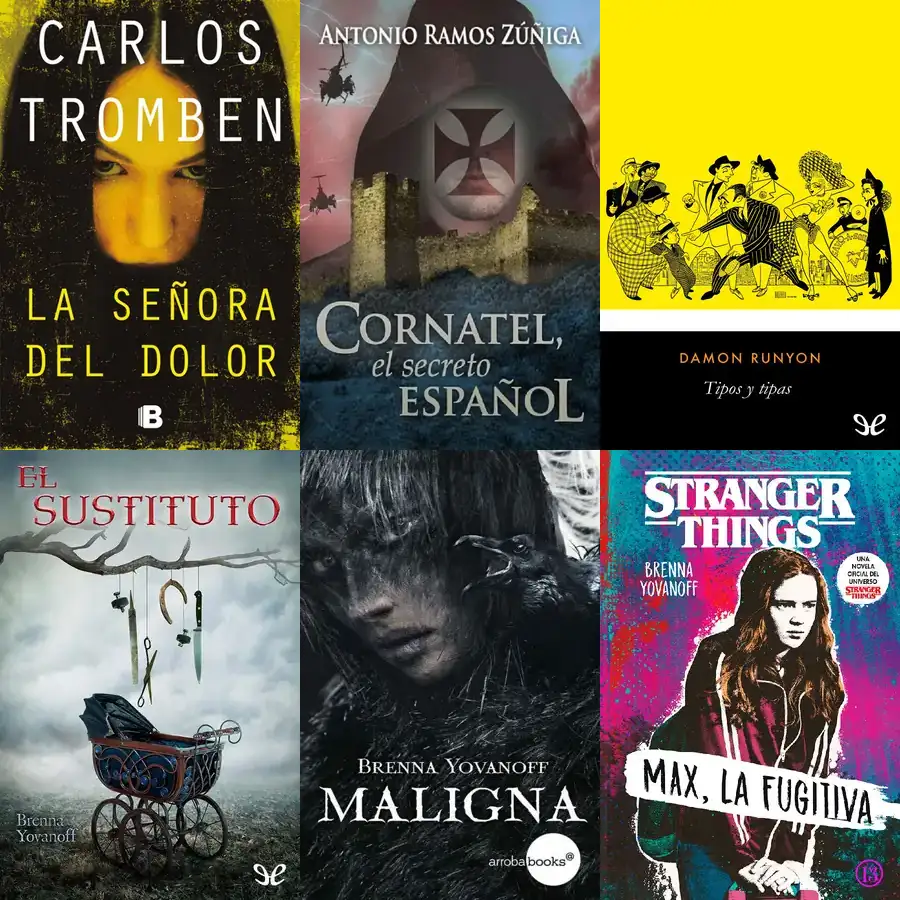 CARLOS
TROMBEN
LA SEÑORA
DEL DOLOR
B
ANTONIO RAMOS ZÚÑIGA
CORNATEL,
el secreto
ESPAÑOL
DAMON RUNYON
Tipos y tipas
EL
SUSTITUTO
Brenna
Yovanoff
BRENNA YOVANOFF
MALIGNA
arrobabooks@
STRANGER
THINGS
BRENNA
YOVANOFF
UNA
NOVELA
OFICIAL DEL
UNIVERSO
STRANGER
THINGS
MAX, LA FUGITIVA